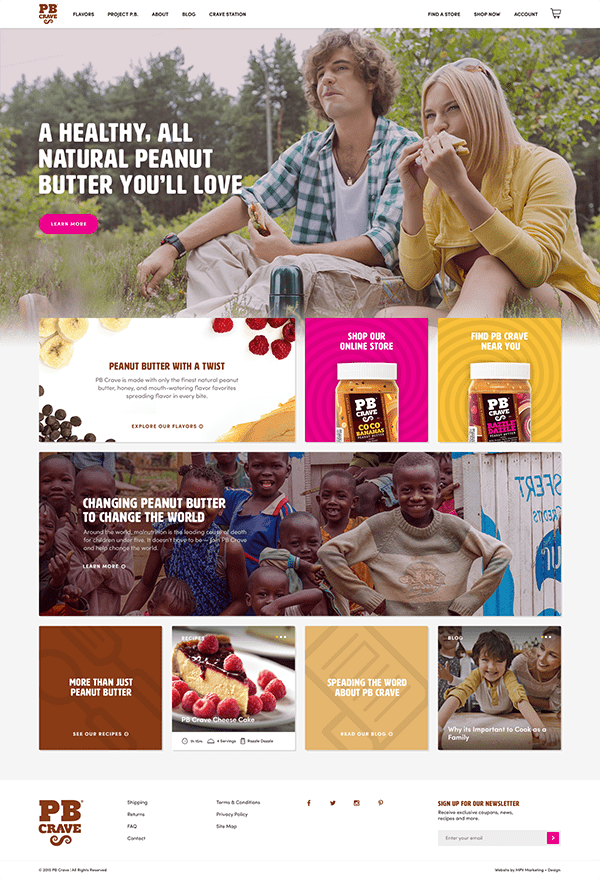 PB CRAVE
FLAVORS PROJECT P.B. ABOUT BLOG CRAVE STATION FIND A STORE SHOP NOW ACCOUNT
A HEALTHY, ALL
NATURAL PEANUT
BUTTER YOU'LL LOVE
LEARN MORE
PEANUT BUTTER WITH A TWIST
PB Crave is made with only the finest natural peanut
butter, honey, and mouth-watering flavor favorites
spreading flavor in every bite.
EXPLORE OUR FLAVORS
SHOP OUR
ONLINE STORE
PB
CRAVE
COCO
BANANAS
PEANUT BUTTER
FIND PB CRAVE
NEAR YOU
PB
CRAVE
RAZZLE
DAZZLE
PEANUT BUTTER
CHANGING PEANUT BUTTER
TO CHANGE THE WORLD
Around the world, malnutrition is the leading cause of death
for children under five. It doesn't have to be – join PB Crave
and help change the world.
LEARN MORE
MORE THAN JUST
PEANUT BUTTER
SEE OUR RECIPES
RECIPES
PB Crave Cheese Cake
1h 15m 4 Servings Razzle Dazzle
SPEADING THE WORD
ABOUT PB CRAVE
READ OUR BLOG
BLOG
Why its Important to Cook as a
Family
PB
CRAVE
Shipping
Returns
FAQ
Contact
Terms & Conditions
Privacy Policy
Site Map
SIGN UP FOR OUR NEWSLETTER
Receive exclusive coupons, news,
recipes and more.
Enter your email
© 2015 PB Crave | All Rights Reserved
Website by MPX Marketing + Design